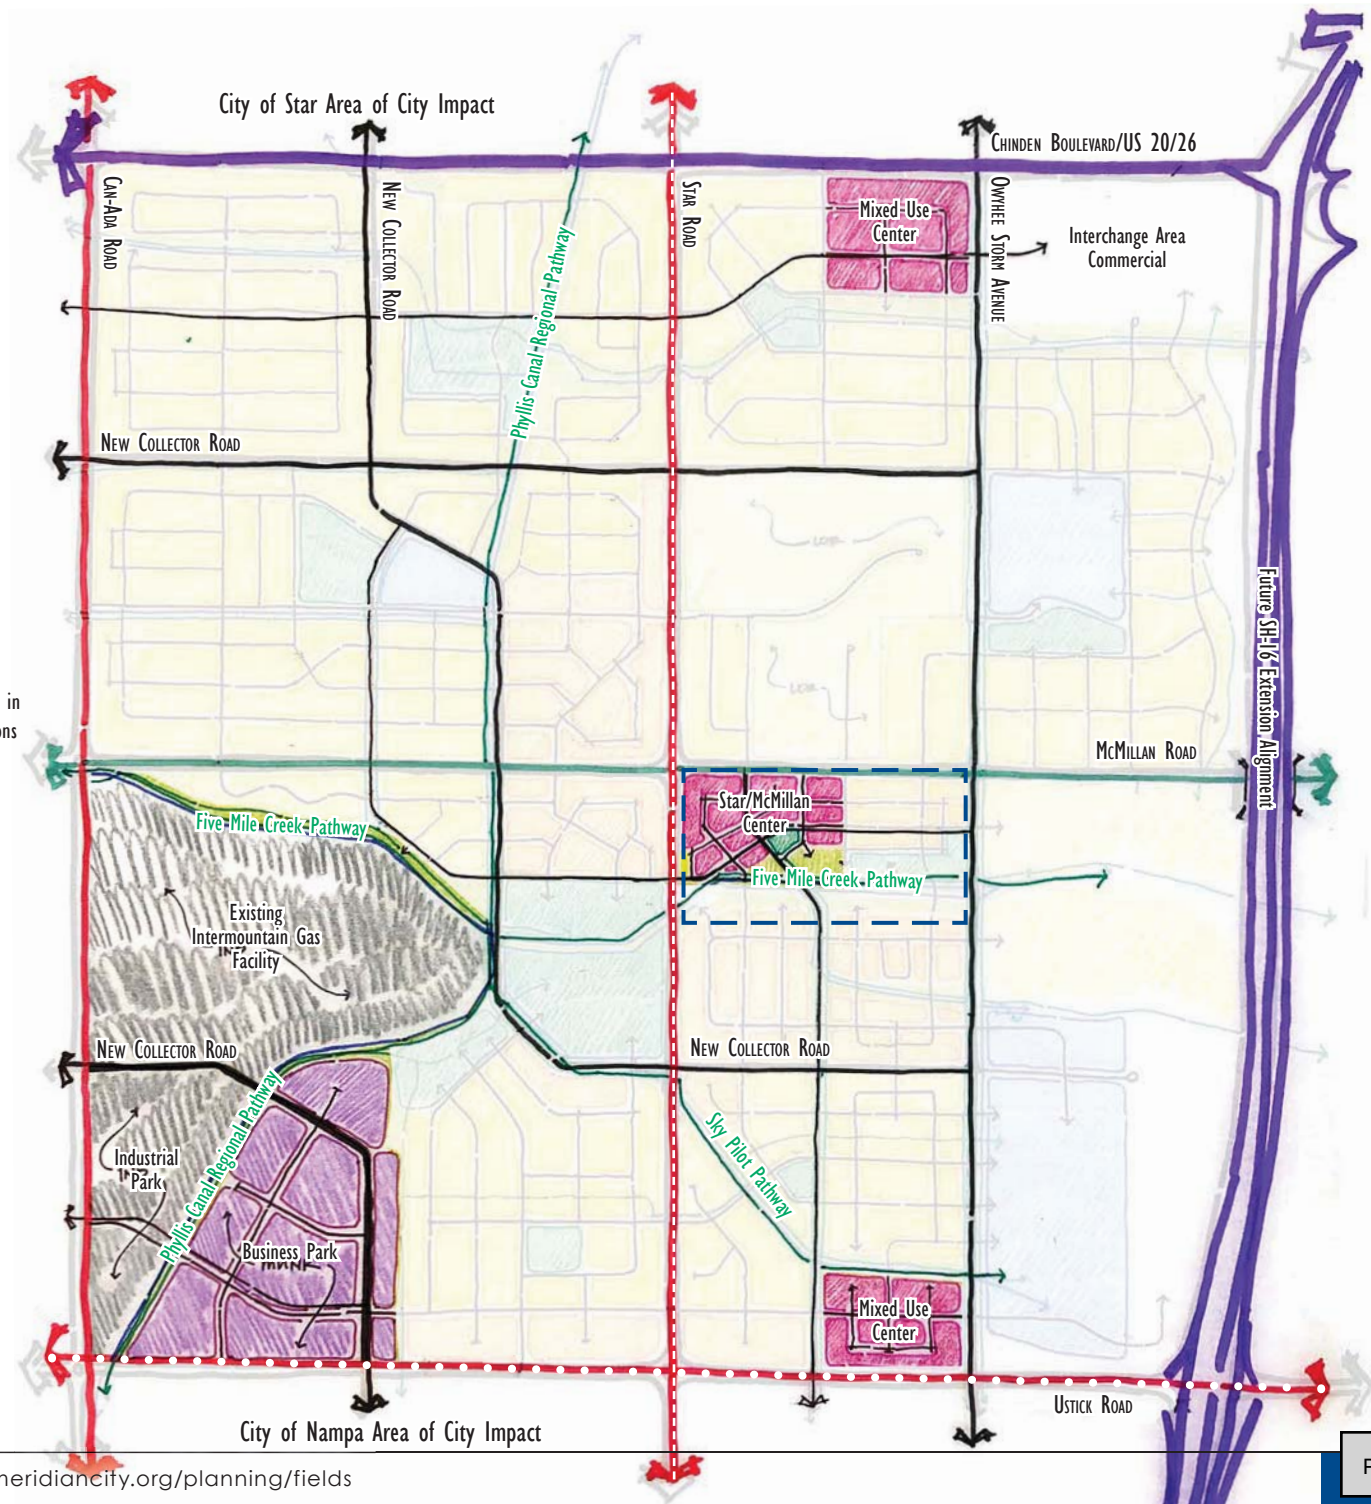 City of Star Area of City Impact
Chinden Boulevard/US 20/26
Can-Ada Road
New Collector Road
Star Road
Owyhee Storm Avenue
Mixed Use
Center
Interchange Area
Commercial
Phyllis-Canal-Regional-Pathway
New Collector Road
LDR
Future SH-16 Extension Alignment
in
ons
LDR
McMillan Road
Five Mile Creek Pathway
Star/McMillan
Center
Five Mile Creek Pathway
Existing
Intermountain Gas
Facility
New Collector Road
New Collector Road
Phyllis-Canal-Regional-Pathway
Sky Pilot Pathway
Industrial
Park
Business Park
Mixed Use
Center
Ustick Road
City of Nampa Area of City Impact
meridiancity.org/planning/fields